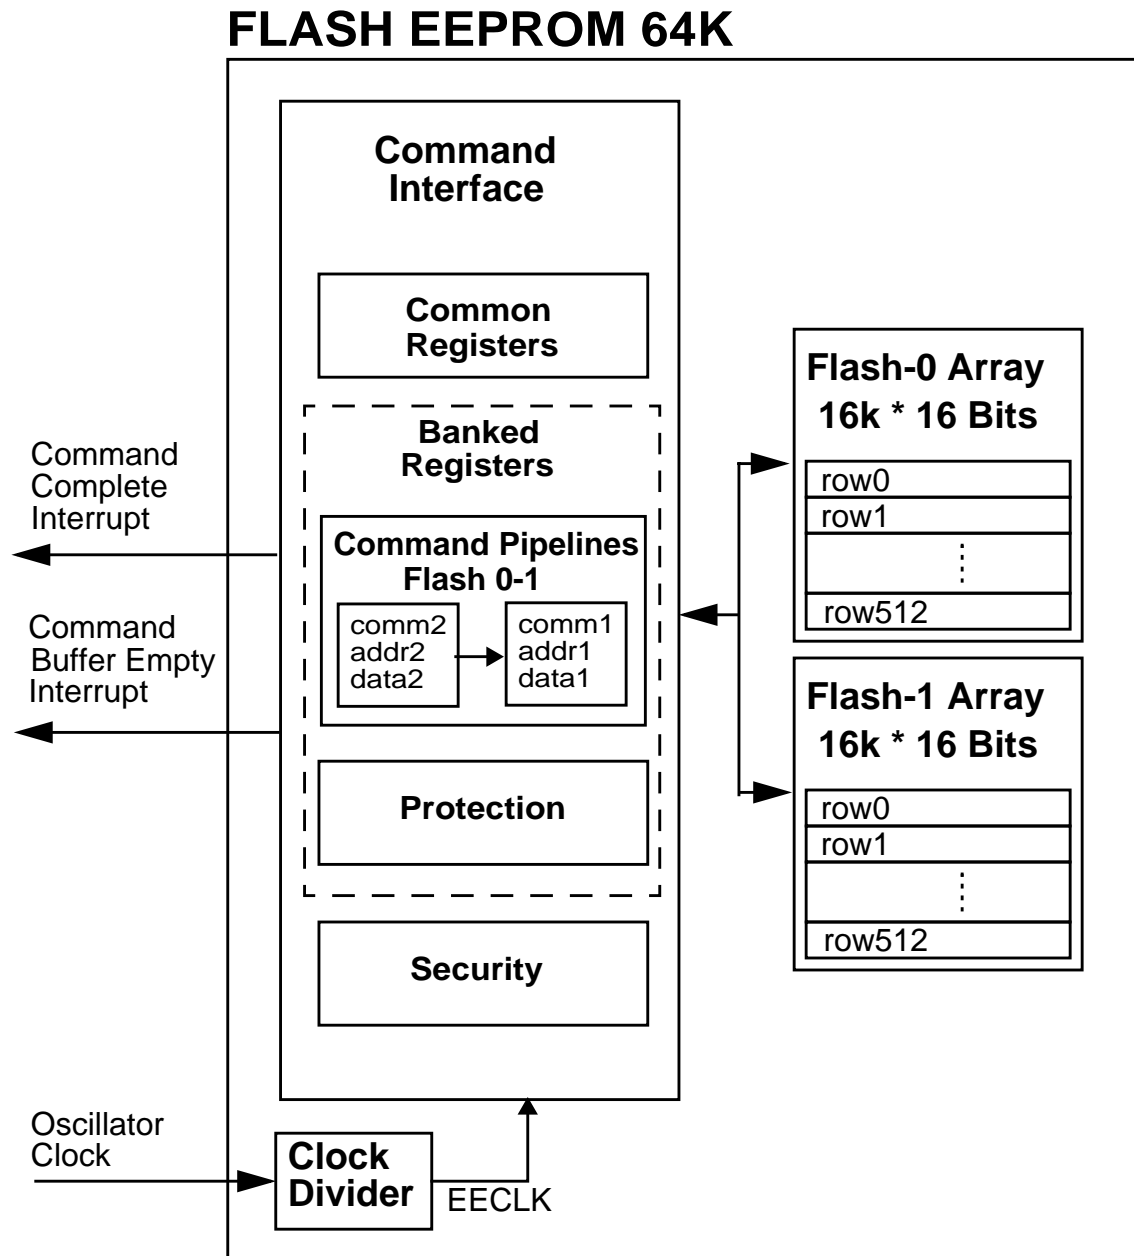 FLASH EEPROM 64K
Command
Interface
Common
Registers
Banked
Registers
Command Pipelines
Flash 0-1
comm2
addr2
data2
comm1
addr1
data1
Protection
Security
Command
Complete
Interrupt
Command
Buffer Empty
Interrupt
Oscillator
Clock
Clock
Divider
EECLK
Flash-0 Array
16k * 16 Bits
row0
row1
row512
Flash-1 Array
16k * 16 Bits
row0
row1
row512